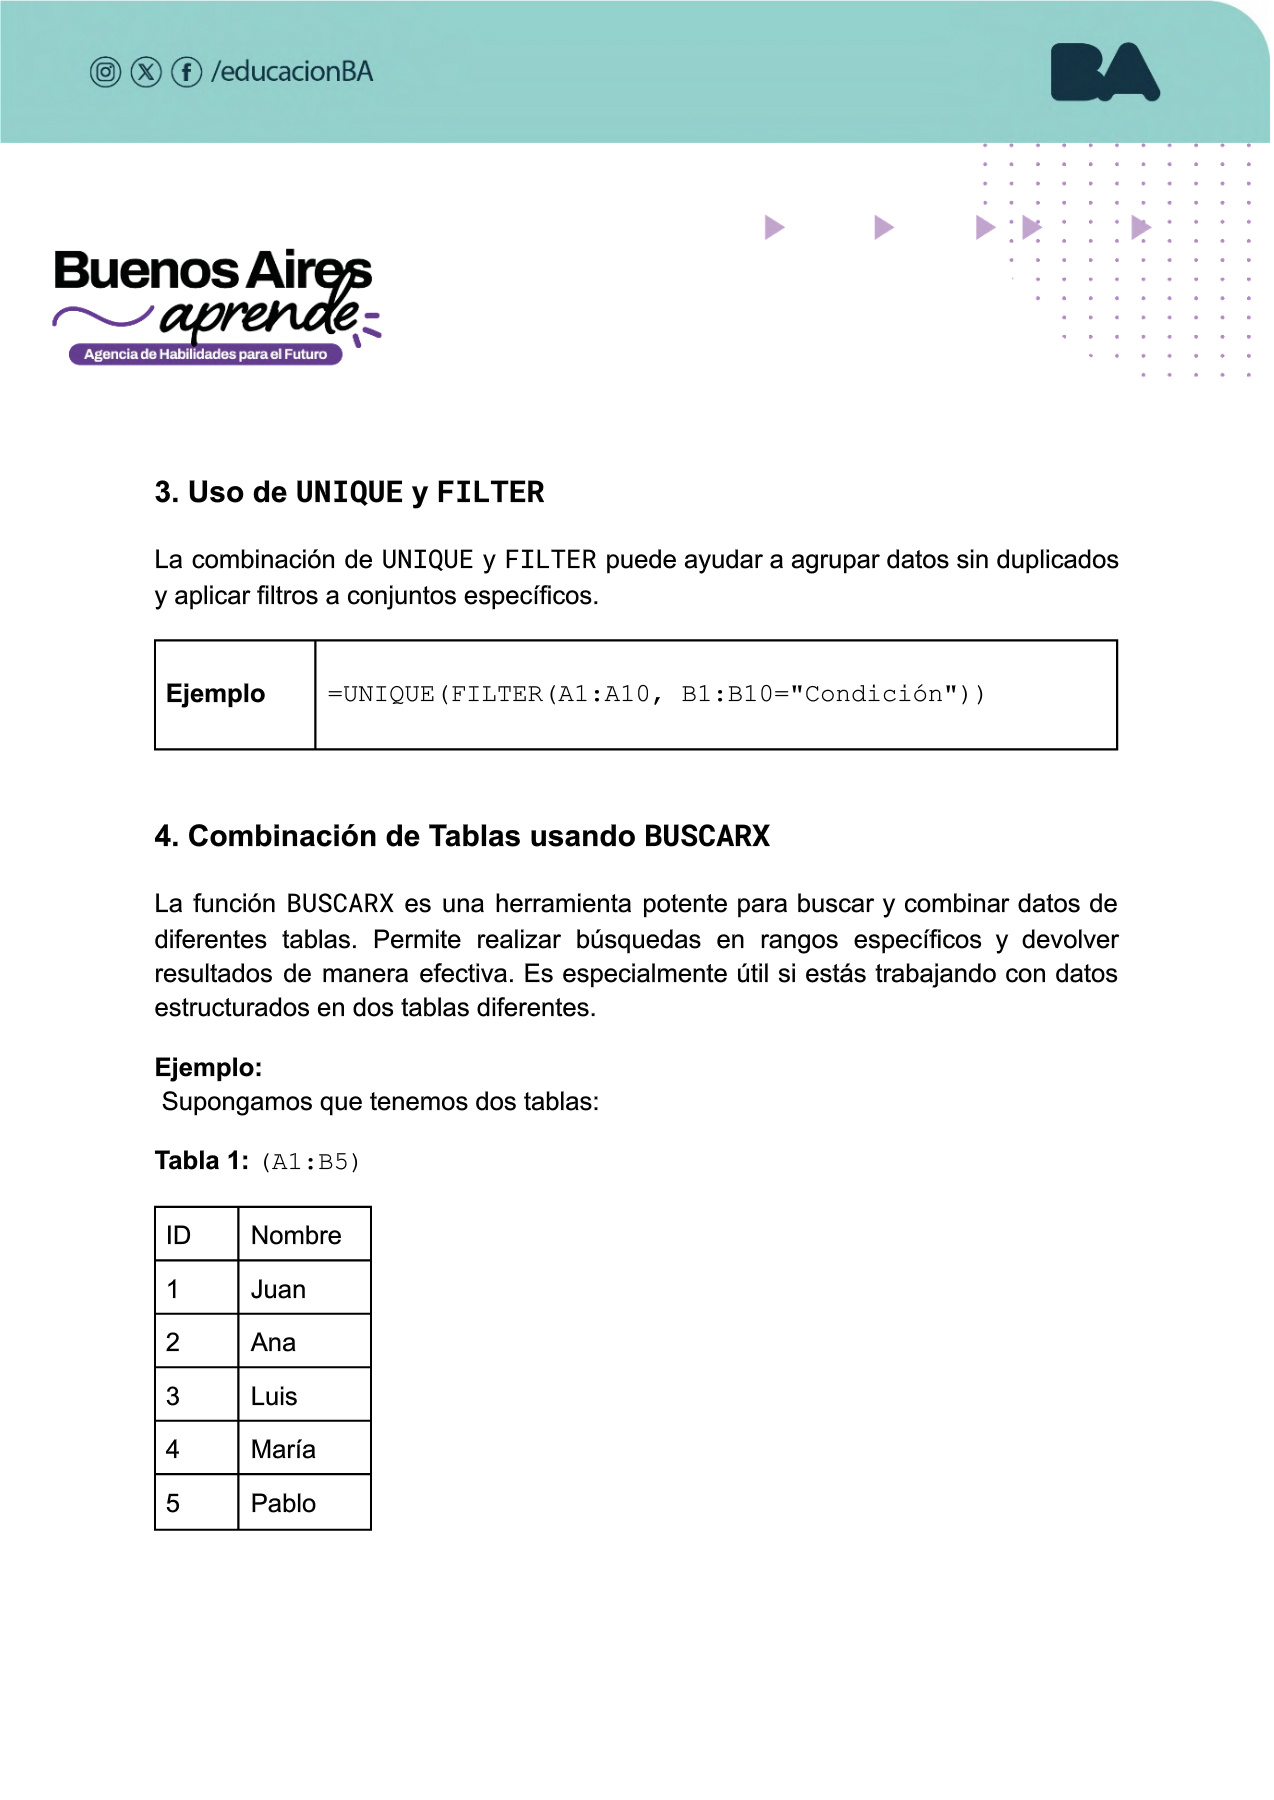 /educacionBA
BA
Buenos Aires
aprende
Agencia de Habilidades para el Futuro
3. Uso de UNIQUE y FILTER
La combinación de UNIQUE y FILTER puede ayudar a agrupar datos sin duplicados
y aplicar filtros a conjuntos específicos.
Ejemplo =UNIQUE(FILTER(A1:A10, B1:B10="Condición"))
4. Combinación de Tablas usando BUSCARX
La función BUSCARX es una herramienta potente para buscar y combinar datos de
diferentes tablas. Permite realizar búsquedas en rangos específicos y devolver
resultados de manera efectiva. Es especialmente útil si estás trabajando con datos
estructurados en dos tablas diferentes.
Ejemplo:
Supongamos que tenemos dos tablas:
Tabla 1: (A1:B5)
ID Nombre
1 Juan
2 Ana
3 Luis
4 María
5 Pablo